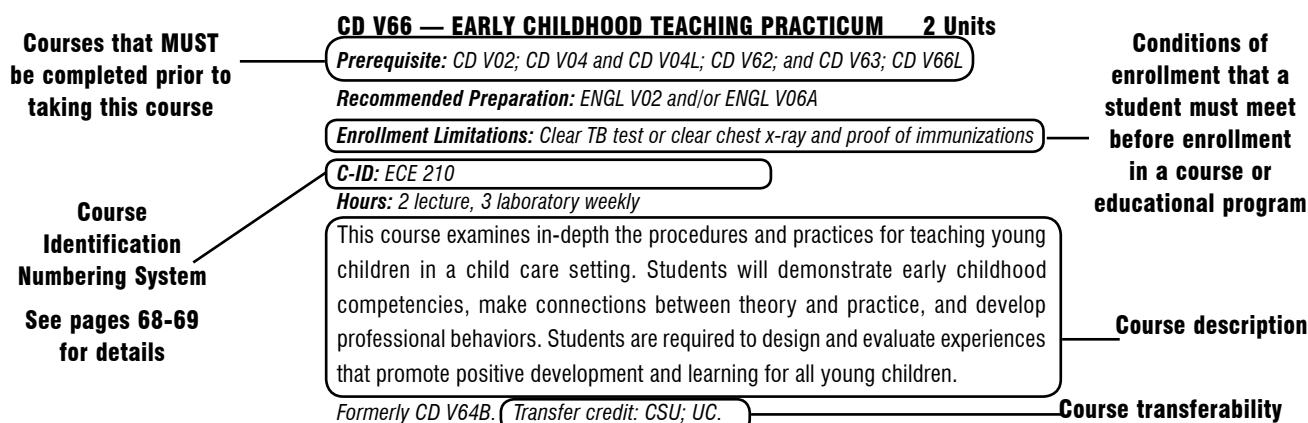 CD V66 — EARLY CHILDHOOD TEACHING PRACTICUM 2 Units
Courses that MUST
be completed prior to
taking this course
Prerequisite: CD V02; CD V04 and CD V04L; CD V62; and CD V63; CD V66L
Recommended Preparation: ENGL V02 and/or ENGL V06A
Enrollment Limitations: Clear TB test or clear chest x-ray and proof of immunizations
Conditions of
enrollment that a
student must meet
before enrollment
in a course or
educational program
C-ID: ECE 210
Course
Identification
Numbering System
See pages 68-69
for details
Hours: 2 lecture, 3 laboratory weekly
This course examines in-depth the procedures and practices for teaching young
children in a child care setting. Students will demonstrate early childhood
competencies, make connections between theory and practice, and develop
professional behaviors. Students are required to design and evaluate experiences
that promote positive development and learning for all young children.
Course description
Formerly CD V64B. Transfer credit: CSU; UC.
Course transferability